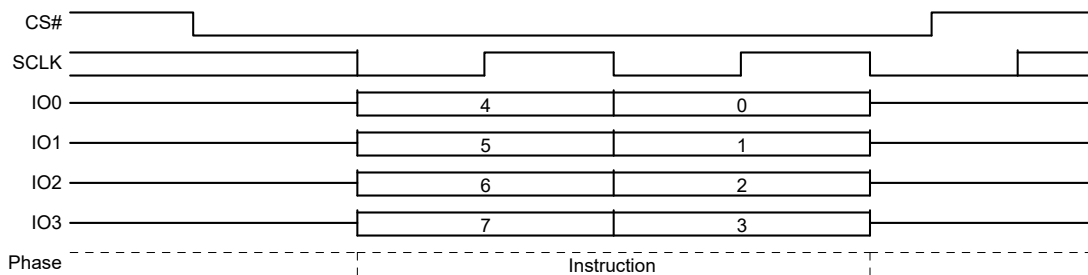 CS#
SCLK
IO0 4 0
IO1 5 1
IO2 6 2
IO3 7 3
Phase Instruction